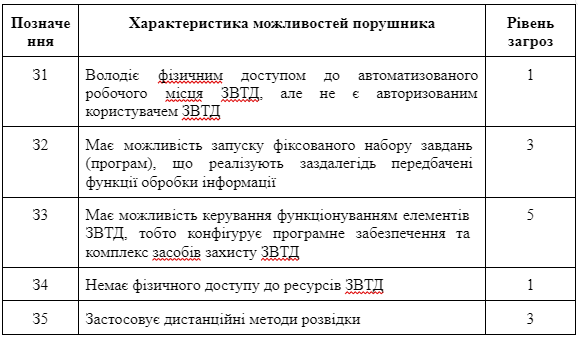 Позначе Характеристика можливостей порушника Рівень
ння загроз
З1 Володіє фізичним доступом до автоматизованого 1
робочого місця ЗВТД, але не є авторизованим
користувачем ЗВТД
З2 Має можливість запуску фіксованого набору завдань 3
(програм), що реалізують заздалегідь передбачені
функції обробки інформації
З3 Має можливість керування функціонуванням елементів 5
ЗВТД, тобто конфігурує програмне забезпечення та
комплекс засобів захисту ЗВТД
З4 Немає фізичного доступу до ресурсів ЗВТД 1
З5 Застосовує дистанційні методи розвідки 3